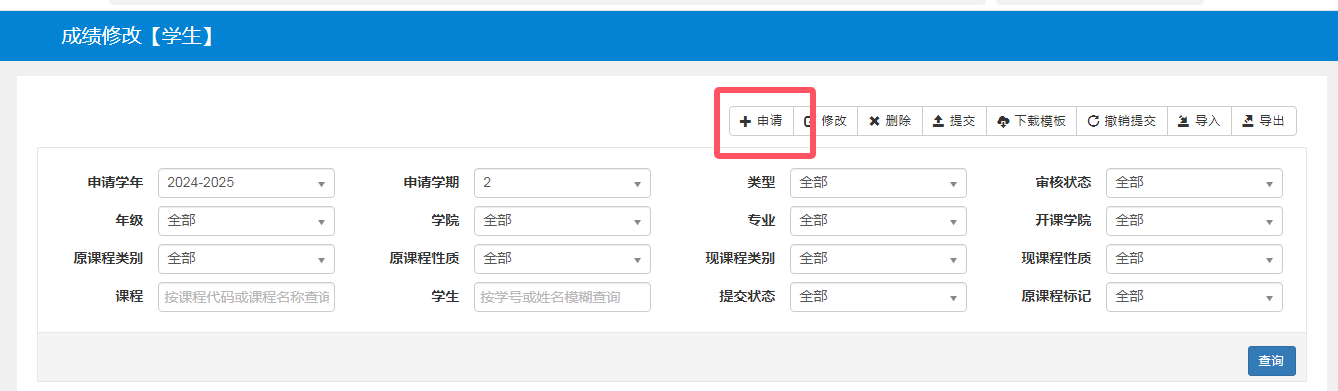 成绩修改【学生】
申请 修改 删除 提交 下载模板 撤销提交 导入 导出
申请学年 2024-2025 申请学期 2 类型 全部 审核状态 全部
年级 全部 学院 全部 专业 全部 开课学院 全部
原课程类别 全部 原课程性质 全部 现课程类别 全部 现课程性质 全部
课程 按课程代码或课程名称查询 学生 按学号或姓名模糊查询 提交状态 全部 原课程标记 全部
查询